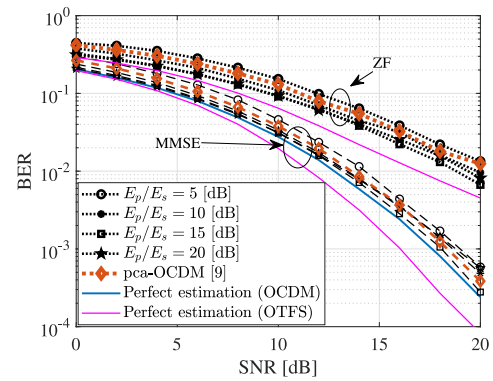 10^0
10^-1
10^-2
10^-3
10^-4
BER
ZF
MMSE
E_p/E_s = 5 [dB]
E_p/E_s = 10 [dB]
E_p/E_s = 15 [dB]
E_p/E_s = 20 [dB]
pca-OCDM [9]
Perfect estimation (OCDM)
Perfect estimation (OTFS)
0 5 10 15 20
SNR [dB]